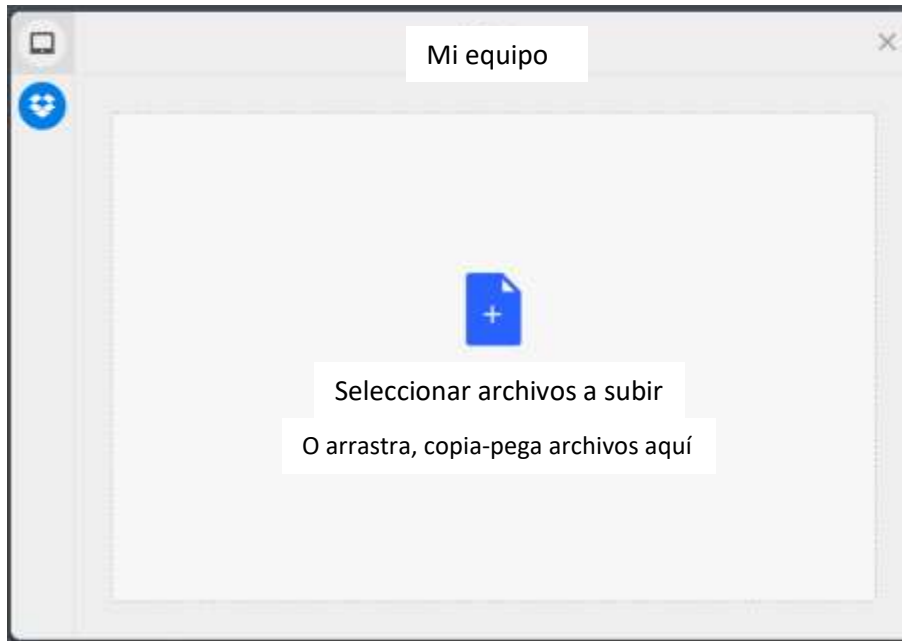 Mi equipo
Seleccionar archivos a subir
O arrastra, copia-pega archivos aquí